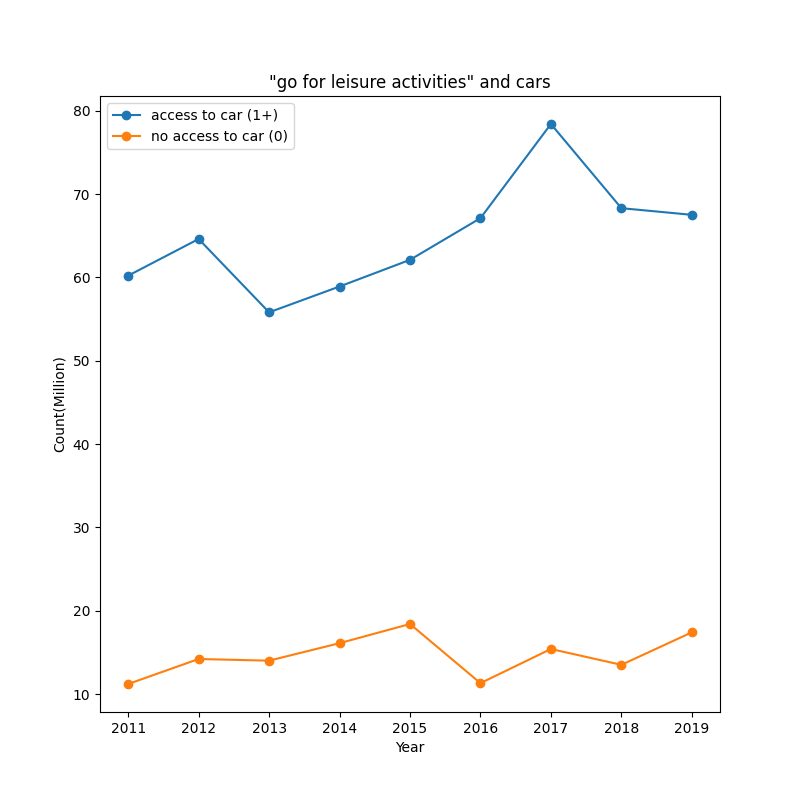 "go for leisure activities" and cars
access to car (1+)
no access to car (0)
80
70
60
50
40
30
20
10
Count(Million)
2011 2012 2013 2014 2015 2016 2017 2018 2019
Year